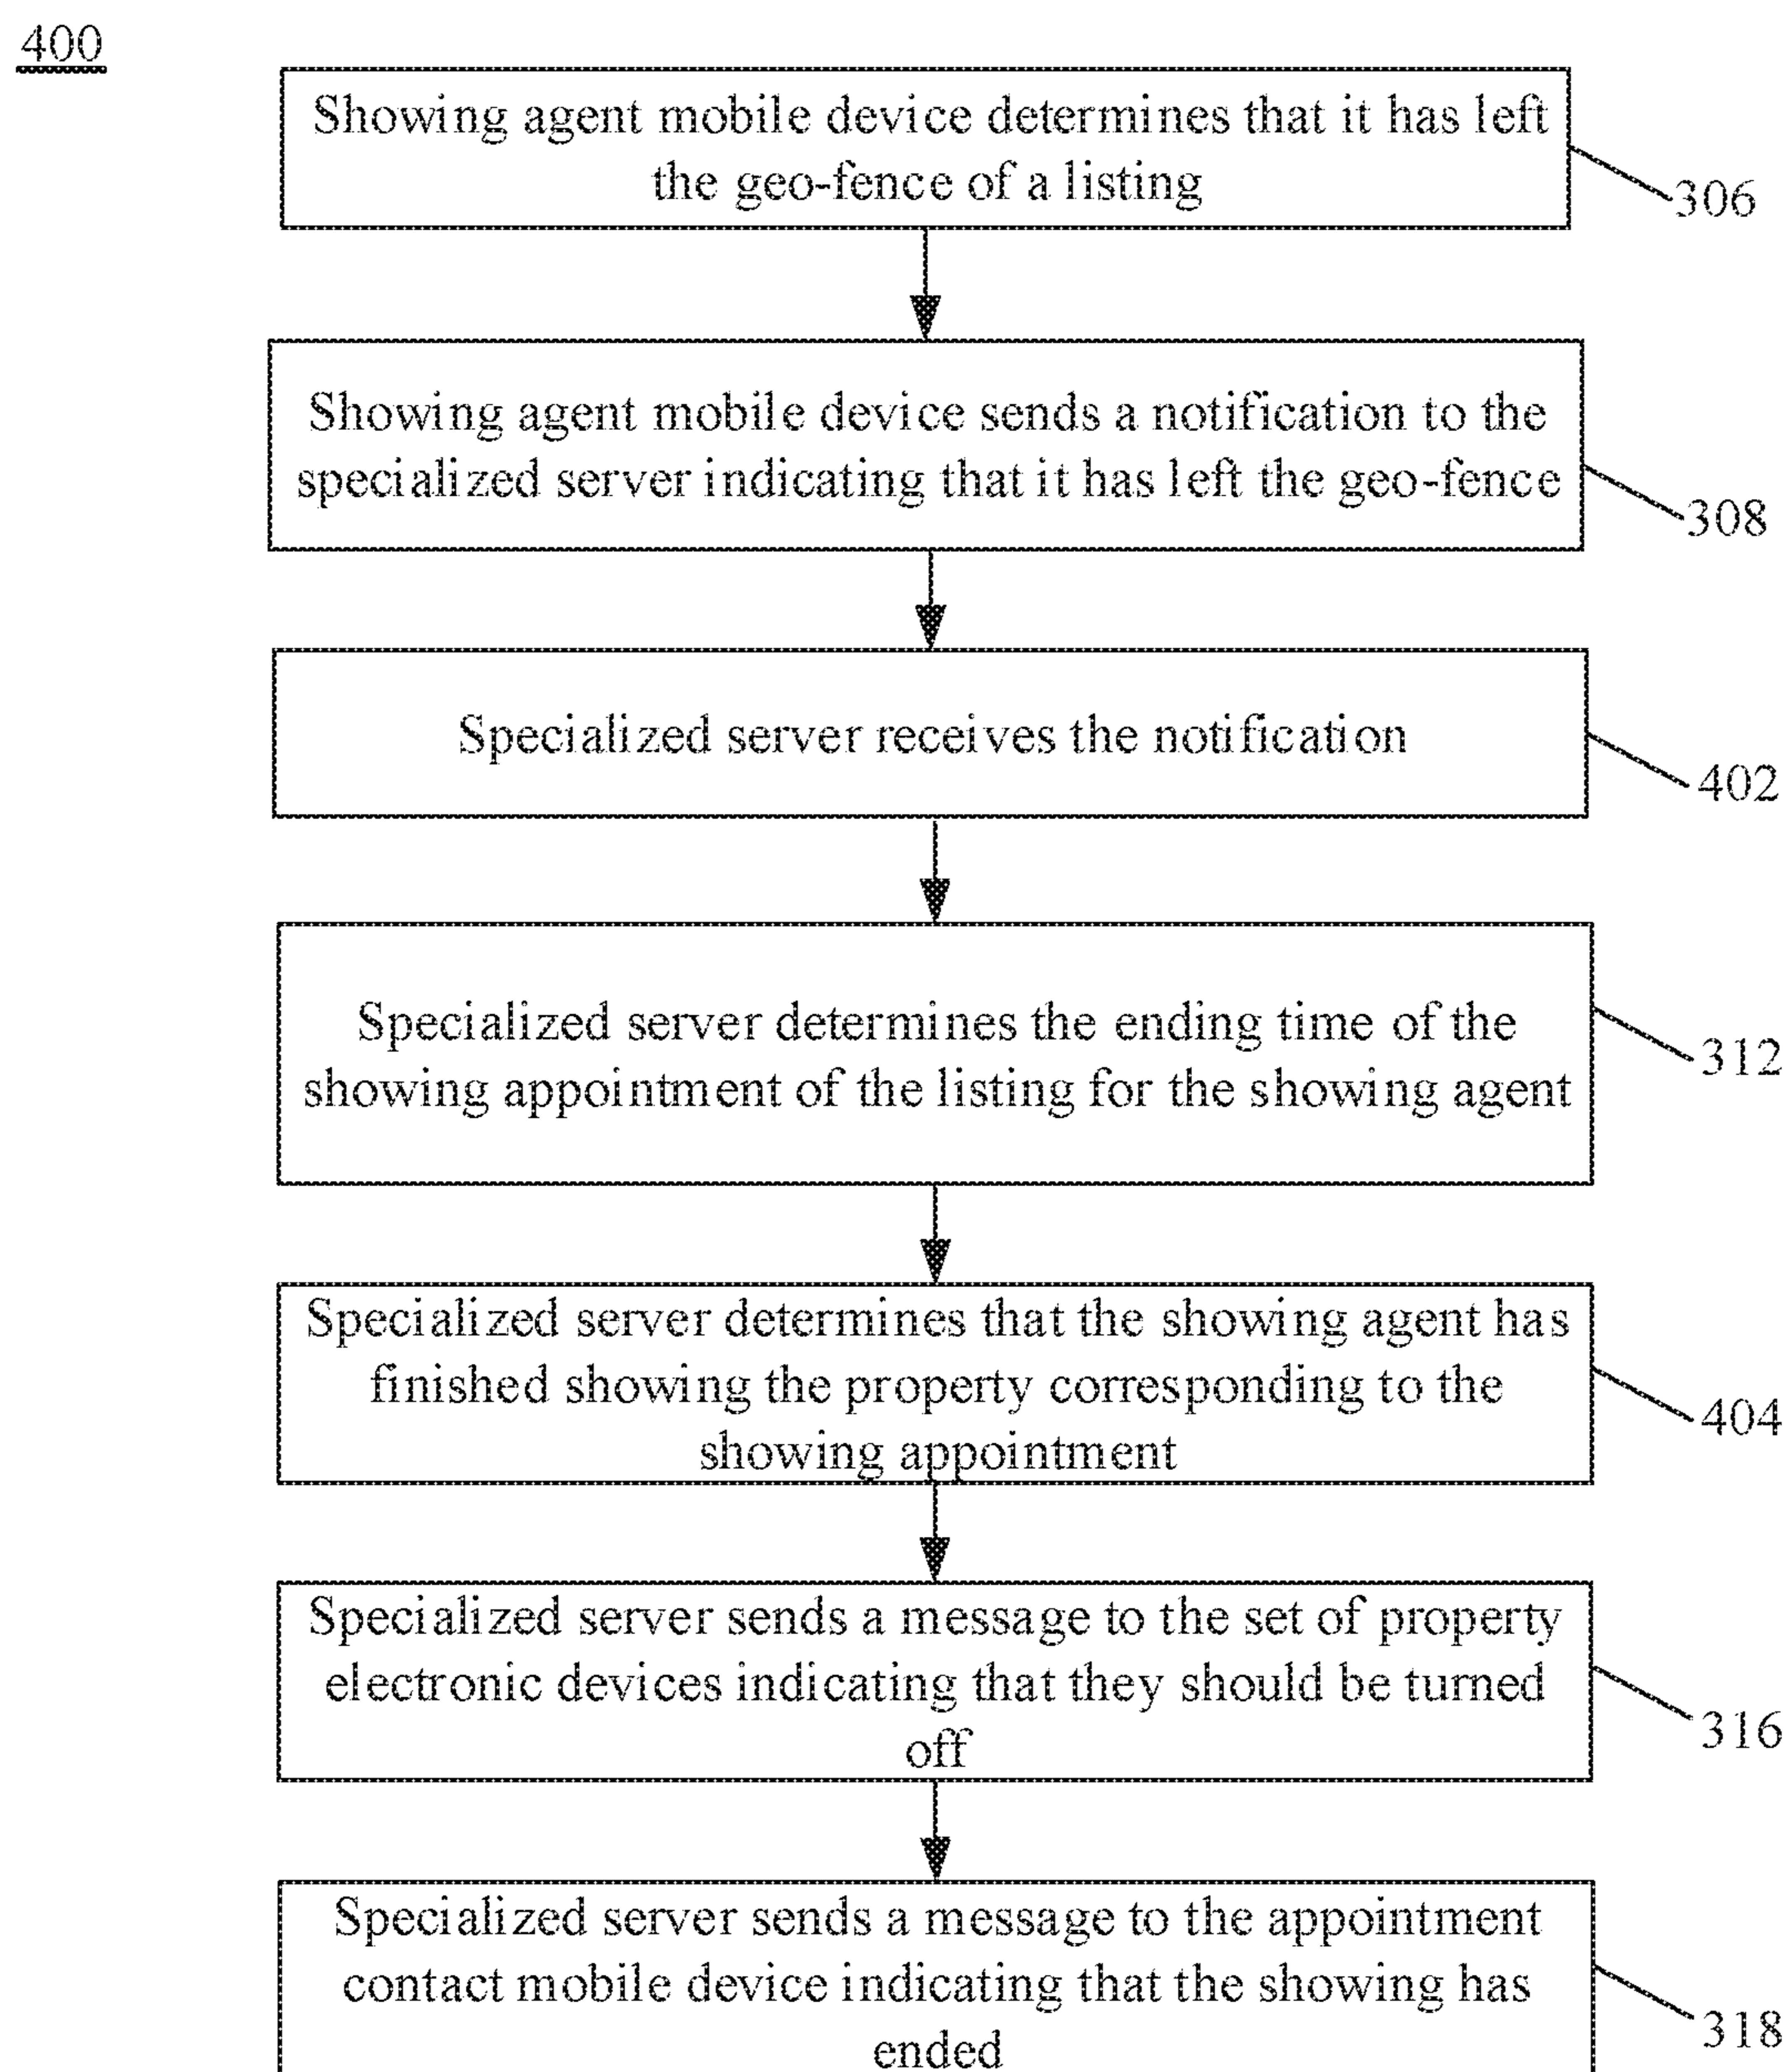 400
Showing agent mobile device determines that it has left
the geo-fence of a listing
306
Showing agent mobile device sends a notification to the
specialized server indicating that it has left the geo-fence
308
Specialized server receives the notification
402
Specialized server determines the ending time of the
showing appointment of the listing for the showing agent
312
Specialized server determines that the showing agent has
finished showing the property corresponding to the
showing appointment
404
Specialized server sends a message to the set of property
electronic devices indicating that they should be turned
off
316
Specialized server sends a message to the appointment
contact mobile device indicating that the showing has
ended
318